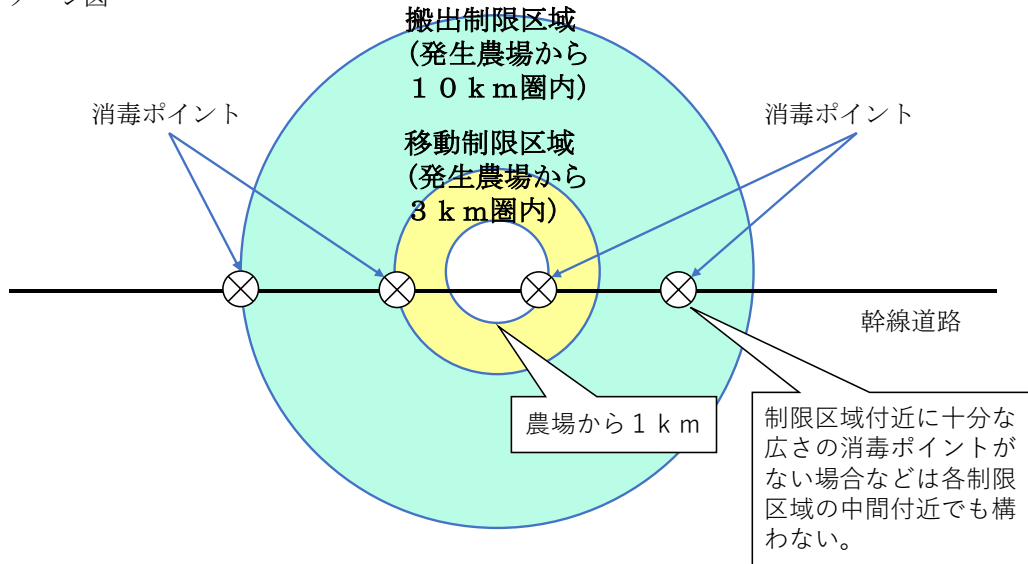 搬出制限区域
(発生農場から
１０ｋｍ圏内)
消毒ポイント
消毒ポイント
移動制限区域
(発生農場から
３ｋｍ圏内)
幹線道路
農場から１ｋｍ
制限区域付近に十分な
広さの消毒ポイントが
ない場合などは各制限
区域の中間付近でも構
わない。